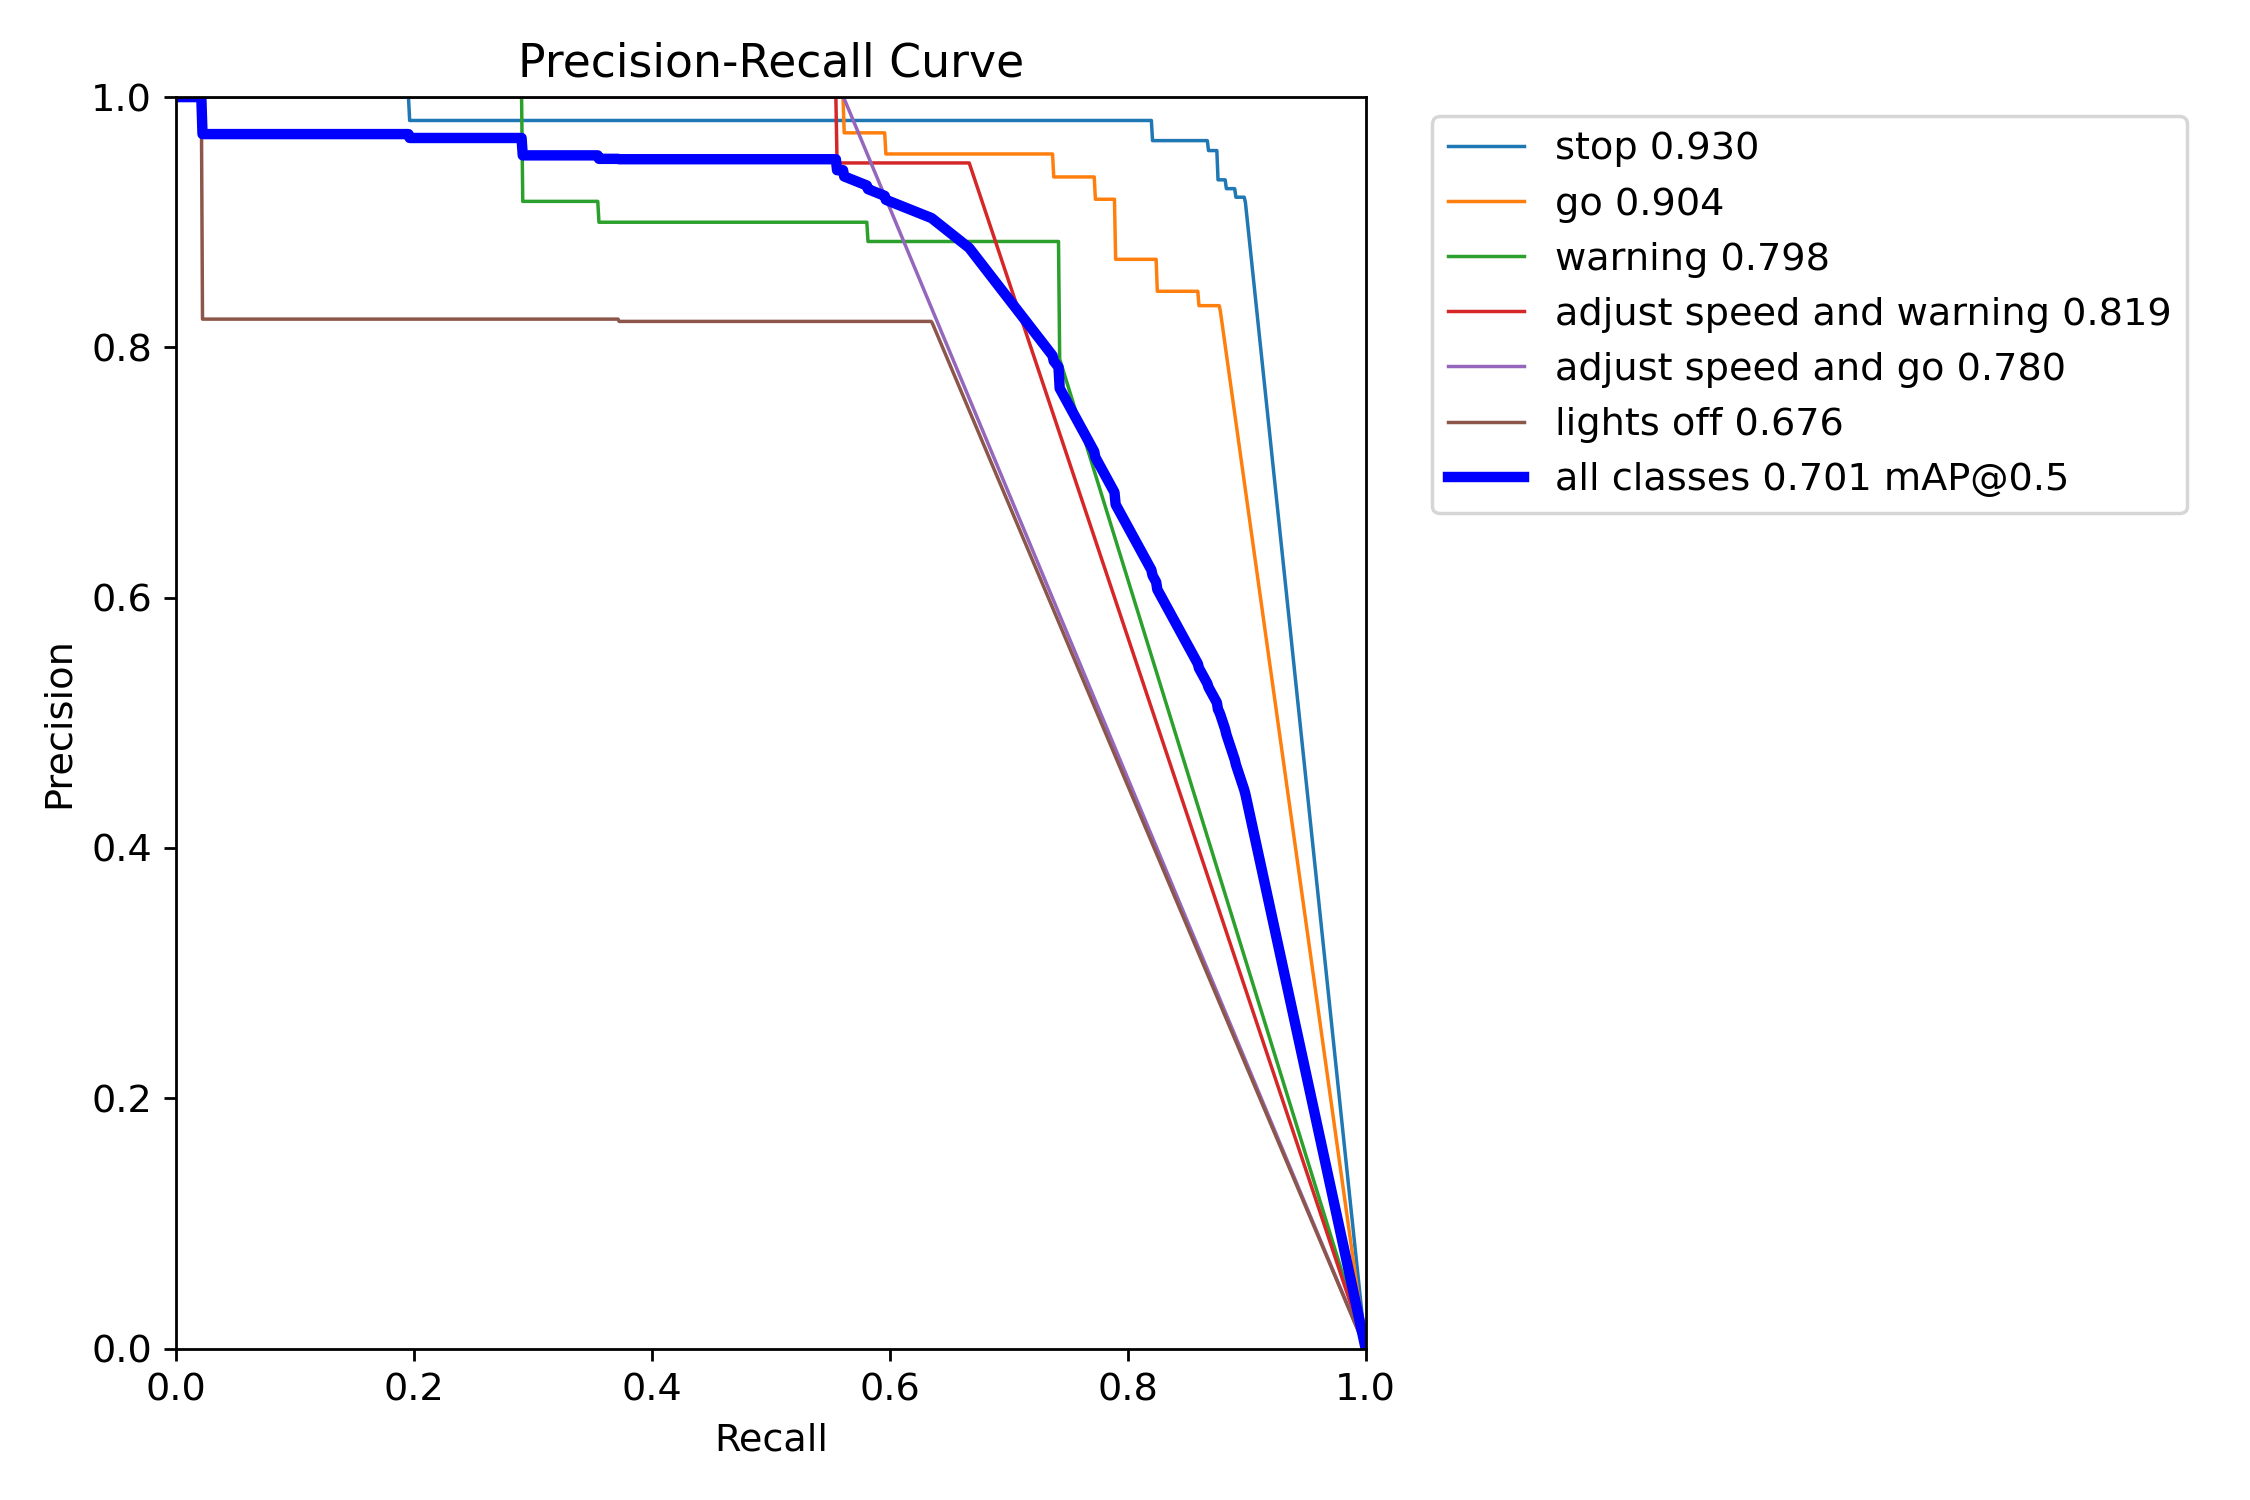 Precision-Recall Curve
1.0
0.8
0.6
0.4
0.2
0.0
Precision
0.0 0.2 0.4 0.6 0.8 1.0
Recall
stop 0.930
go 0.904
warning 0.798
adjust speed and warning 0.819
adjust speed and go 0.780
lights off 0.676
all classes 0.701 mAP@0.5